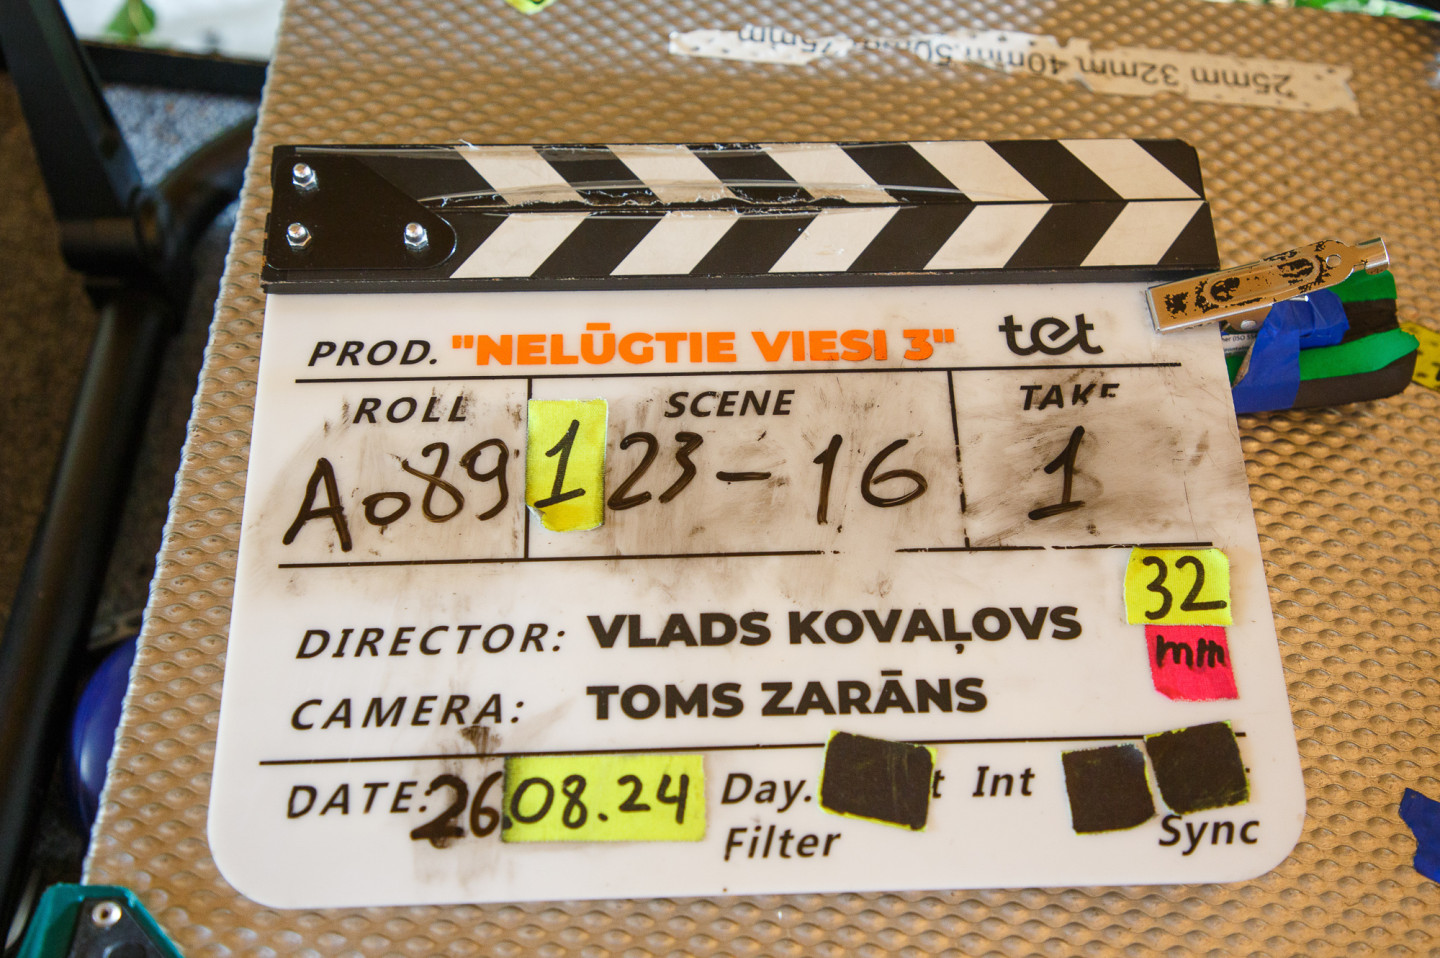 25mm 32mm 40mm 50mm 75mm
PROD. "NELŪGTIE VIESI 3" tet
ROLL SCENE TAKE
A089 1 23-16 1
32
mm
DIRECTOR: VLADS KOVAĻOVS
CAMERA: TOMS ZARĀNS
DATE: 26.08.24 Day. Int
Filter Sync